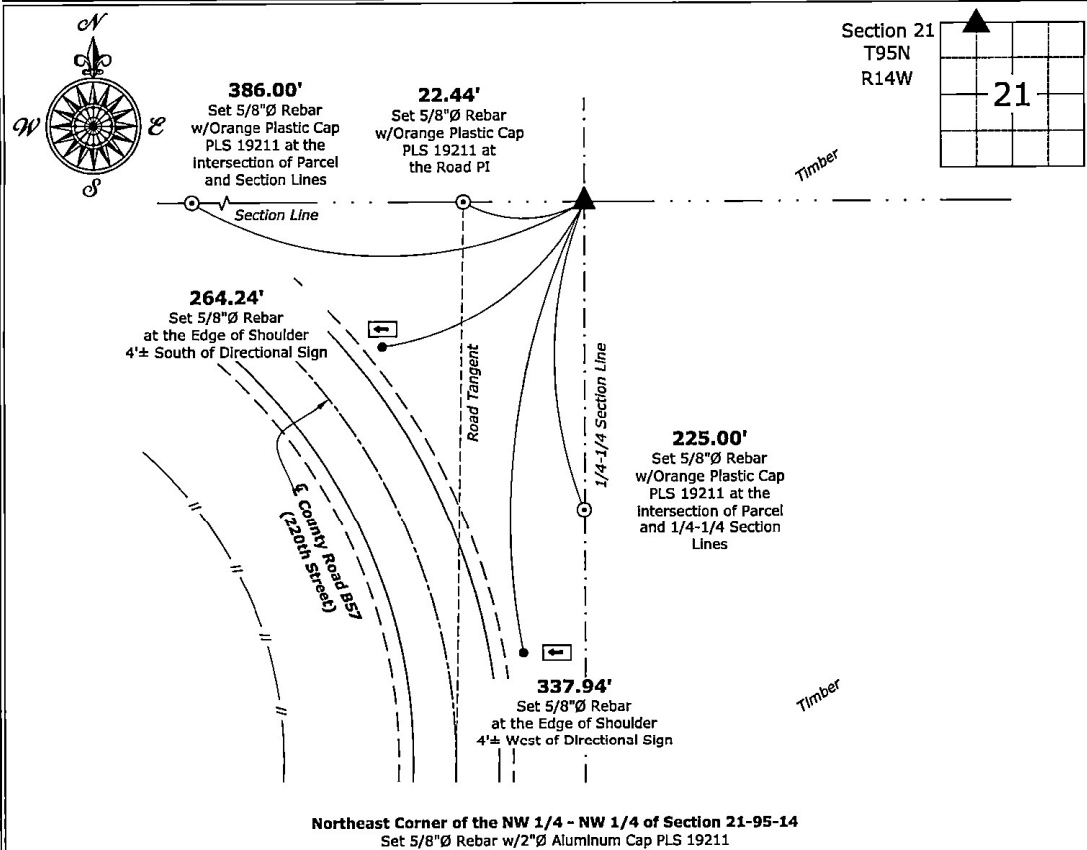 N
W
E
S
Section 21
T95N
R14W
21
386.00'
Set 5/8"Ø Rebar
w/Orange Plastic Cap
PLS 19211 at the
intersection of Parcel
and Section Lines
22.44'
Set 5/8"Ø Rebar
w/Orange Plastic Cap
PLS 19211 at
the Road PI
Timber
Section Line
264.24'
Set 5/8"Ø Rebar
at the Edge of Shoulder
4'± South of Directional Sign
Road Tangent
1/4-1/4 Section Line
225.00'
Set 5/8"Ø Rebar
w/Orange Plastic Cap
PLS 19211 at the
intersection of Parcel
and 1/4-1/4 Section
Lines
℄ County Road B57
(220th Street)
337.94'
Set 5/8"Ø Rebar
at the Edge of Shoulder
4'± West of Directional Sign
Timber
Northeast Corner of the NW 1/4 - NW 1/4 of Section 21-95-14
Set 5/8"Ø Rebar w/2"Ø Aluminum Cap PLS 19211